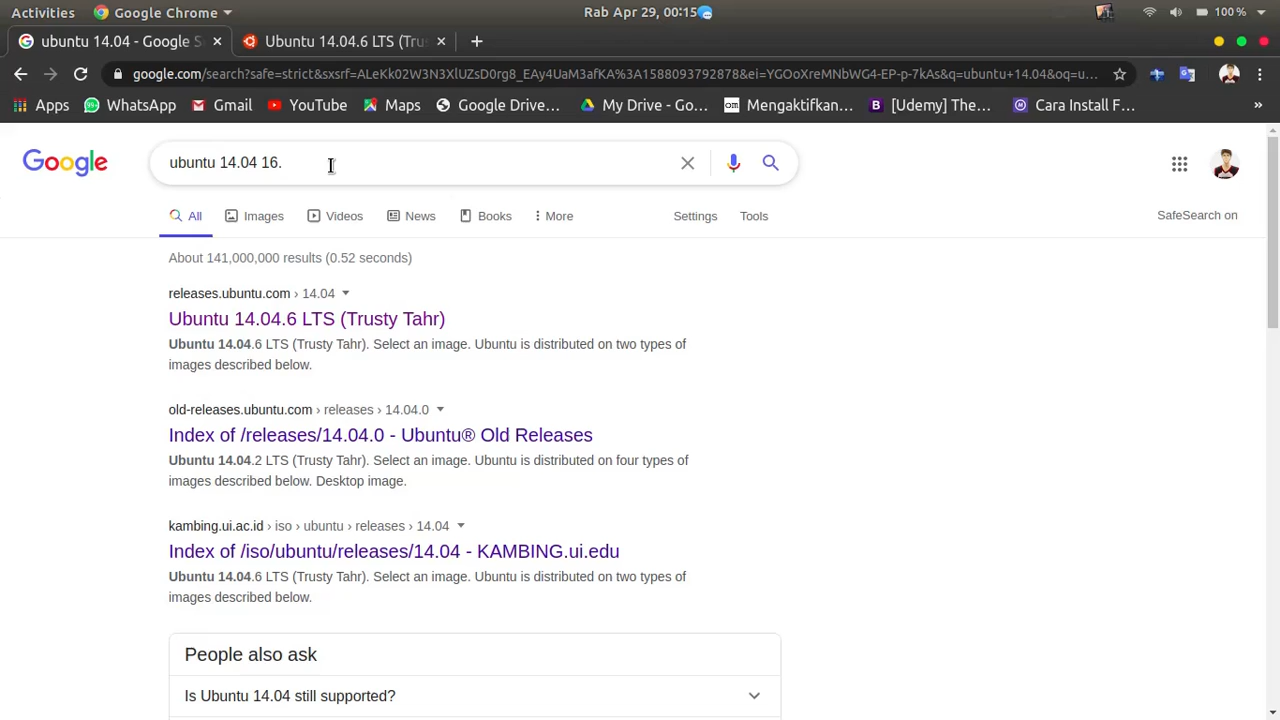 Activities Google Chrome Rab Apr 29, 00:15 100 %
ubuntu 14.04 - Google S Ubuntu 14.04.6 LTS (Trus
google.com/search?safe=strict&sxsrf=ALeKk02W3N3XlUZsD0rg8_EAy4UaM3afKA%3A1588093792878&ei=YGOoXreMNbWG4-EP-p-7kAs&q=ubuntu+14.04&oq=u...
Apps WhatsApp Gmail YouTube Maps Google Drive... My Drive - Go... Mengaktifkan... [Udemy] The... Cara Install F... »
Google ubuntu 14.04 16.
All Images Videos News Books More Settings Tools SafeSearch on
About 141,000,000 results (0.52 seconds)
releases.ubuntu.com › 14.04
Ubuntu 14.04.6 LTS (Trusty Tahr)
Ubuntu 14.04.6 LTS (Trusty Tahr). Select an image. Ubuntu is distributed on two types of
images described below.
old-releases.ubuntu.com › releases › 14.04.0
Index of /releases/14.04.0 - Ubuntu® Old Releases
Ubuntu 14.04.2 LTS (Trusty Tahr). Select an image. Ubuntu is distributed on four types of
images described below. Desktop image.
kambing.ui.ac.id › iso › ubuntu › releases › 14.04
Index of /iso/ubuntu/releases/14.04 - KAMBING.ui.edu
Ubuntu 14.04.6 LTS (Trusty Tahr). Select an image. Ubuntu is distributed on two types of
images described below.
People also ask
Is Ubuntu 14.04 still supported?